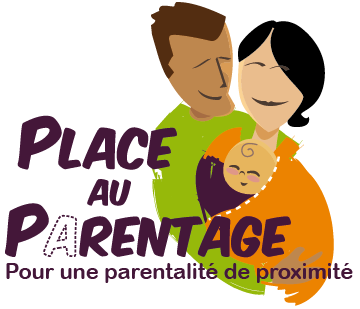 PLACE
AU
PARENTAGE
Pour une parentalité de proximité